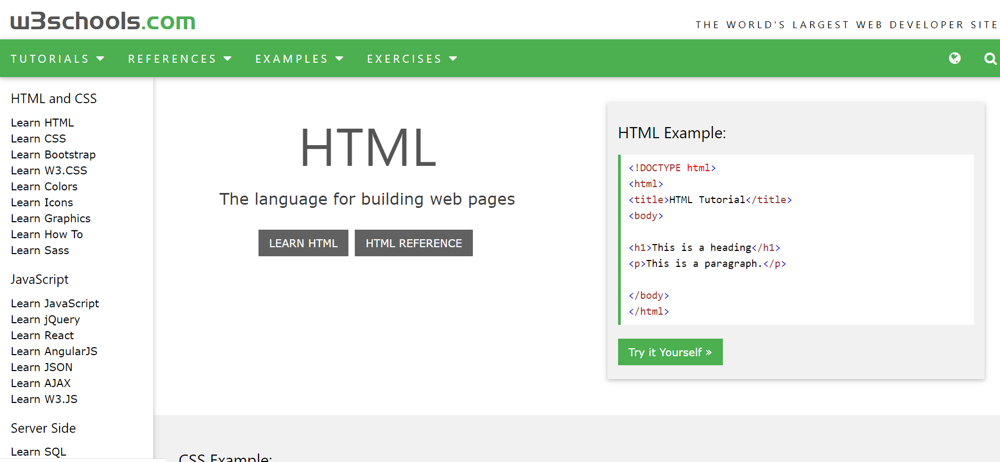 w3schools.com
THE WORLD'S LARGEST WEB DEVELOPER SITE
TUTORIALS REFERENCES EXAMPLES EXERCISES
HTML and CSS
Learn HTML
Learn CSS
Learn Bootstrap
Learn W3.CSS
Learn Colors
Learn Icons
Learn Graphics
Learn How To
Learn Sass
JavaScript
Learn JavaScript
Learn jQuery
Learn React
Learn AngularJS
Learn JSON
Learn AJAX
Learn W3.JS
Server Side
Learn SQL
HTML
The language for building web pages
LEARN HTML HTML REFERENCE
HTML Example:
<!DOCTYPE html>
<html>
<title>HTML Tutorial</title>
<body>
<h1>This is a heading</h1>
<p>This is a paragraph.</p>
</body>
</html>
Try it Yourself »
CSS Example: